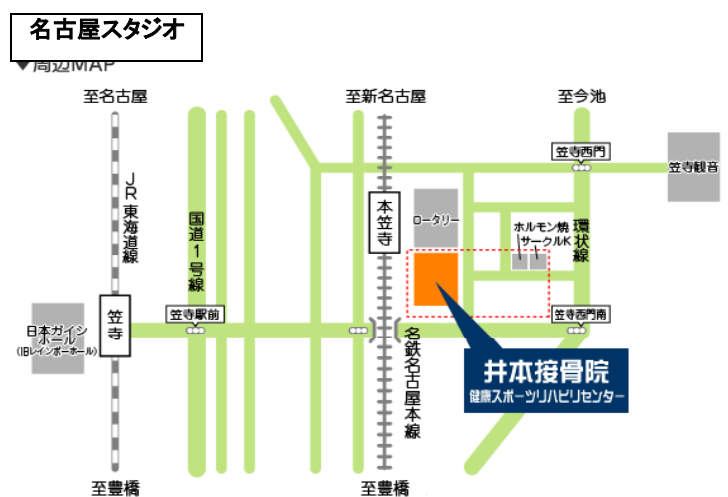 名古屋スタジオ
▼周辺MAP
至名古屋
至新名古屋
至今池
笠寺西門
笠寺観音
JR東海道線
国道1号線
本笠寺
ロータリー
ホルモン焼
サークルK
環状線
笠寺
笠寺駅前
笠寺西門南
日本ガイシ
ホール
(旧レインボーホール)
名鉄名古屋本線
井本接骨院
健康スポーツリハビリセンター
至豊橋
至豊橋